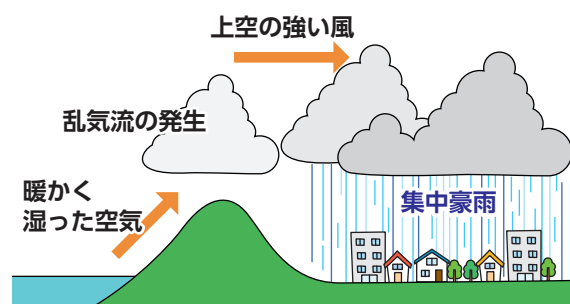 上空の強い風
乱気流の発生
暖かく
湿った空気
集中豪雨